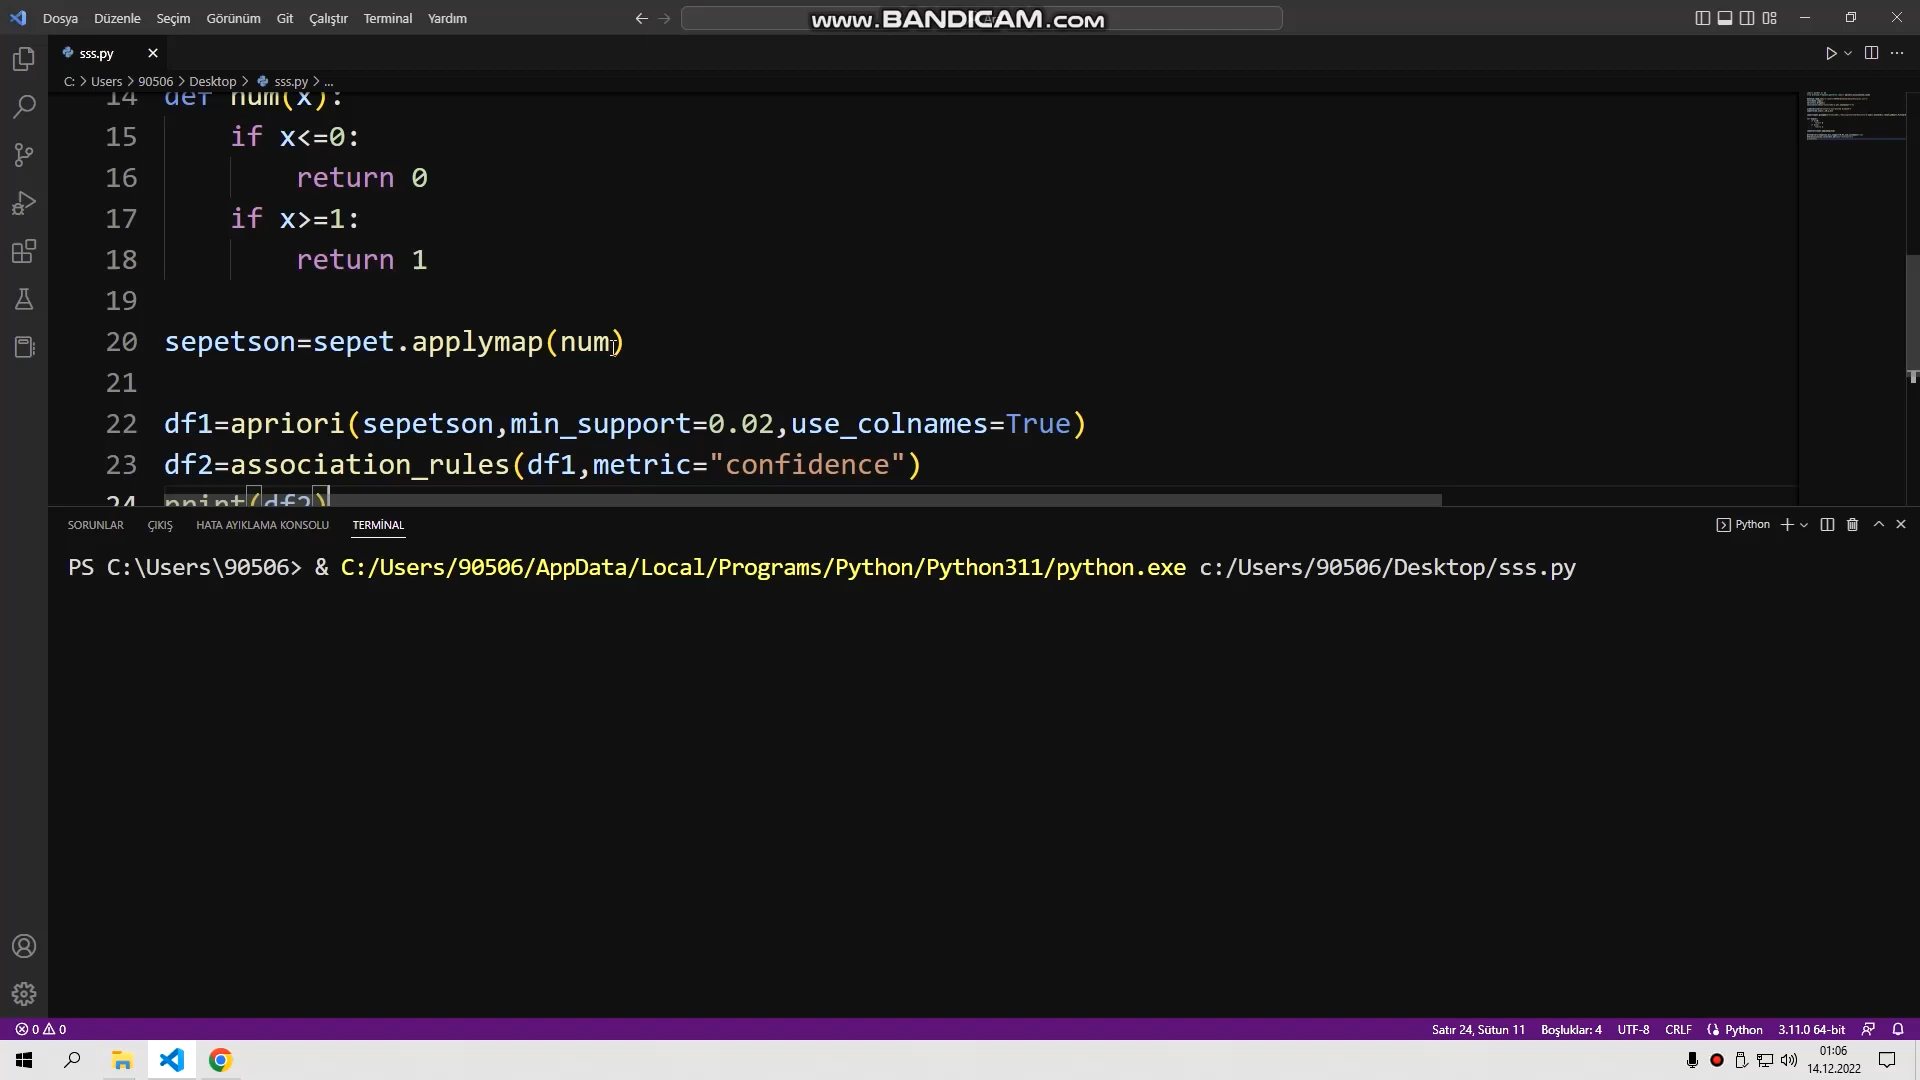 Dosya Düzenle Seçim Görünüm Git Çalıştır Terminal Yardım
www.BANDICAM.com
sss.py
C: > Users > 90506 > Desktop > sss.py > ...
14 def num(x):
15 if x<=0:
16 return 0
17 if x>=1:
18 return 1
19
20 sepetson=sepet.applymap(num)
21
22 df1=apriori(sepetson,min_support=0.02,use_colnames=True)
23 df2=association_rules(df1,metric="confidence")
24 print(df2)
SORUNLAR ÇIKIŞ HATA AYIKLAMA KONSOLU TERMİNAL
Python
PS C:\Users\90506> & C:/Users/90506/AppData/Local/Programs/Python/Python311/python.exe c:/Users/90506/Desktop/sss.py
0 0
Satır 24, Sütun 11 Boşluklar: 4 UTF-8 CRLF Python 3.11.0 64-bit
01:06
14.12.2022